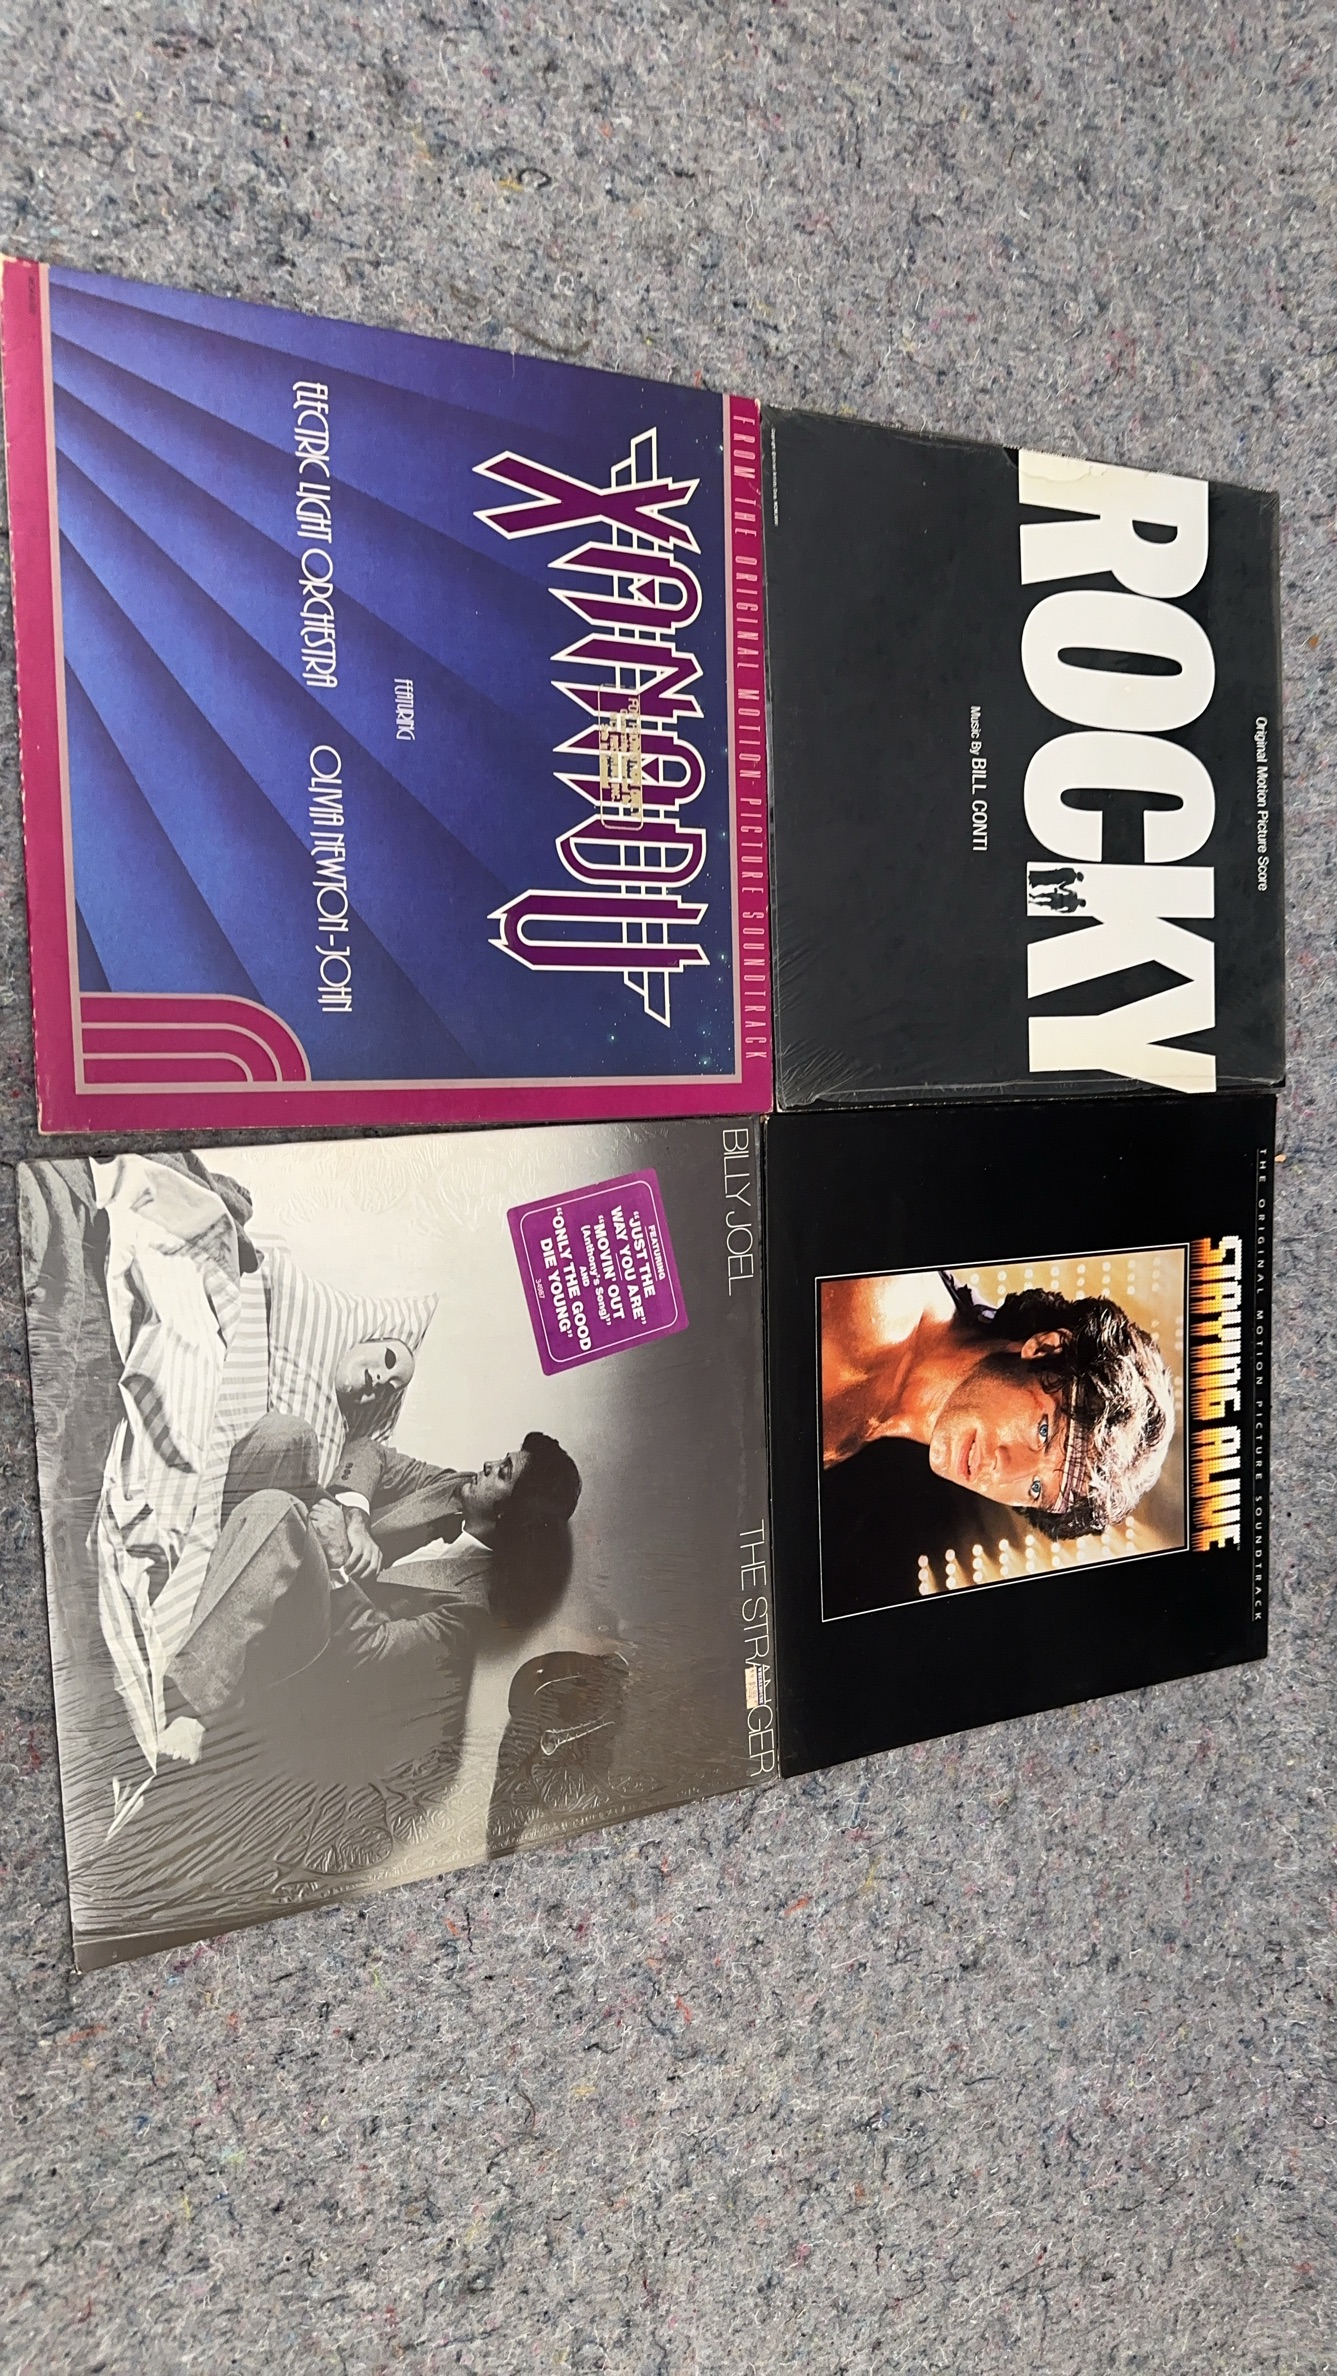 Original Motion Picture Score
ROCKY
Music By BILL CONTI
THE ORIGINAL MOTION PICTURE SOUNDTRACK
STAYING ALIVE
FROM THE ORIGINAL MOTION PICTURE SOUNDTRACK
XANADU
FEATURING
ELECTRIC LIGHT ORCHESTRA OLIVIA NEWTON-JOHN
BILLY JOEL THE STRANGER
FEATURING
"JUST THE
WAY YOU ARE"
"MOVIN' OUT
(Anthony's Song)"
AND
"ONLY THE GOOD
DIE YOUNG"
34987